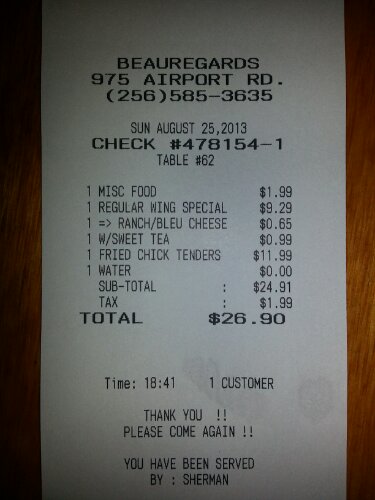 BEAUREGARDS
975 AIRPORT RD.
(256)585-3635
SUN AUGUST 25,2013
CHECK #478154-1
TABLE #62
1 MISC FOOD $1.99
1 REGULAR WING SPECIAL $9.29
1 => RANCH/BLEU CHEESE $0.65
1 W/SWEET TEA $0.99
1 FRIED CHICK TENDERS $11.99
1 WATER $0.00
SUB-TOTAL : $24.91
TAX : $1.99
TOTAL $26.90
Time: 18:41 1 CUSTOMER
THANK YOU !!
PLEASE COME AGAIN !!
YOU HAVE BEEN SERVED
BY : SHERMAN